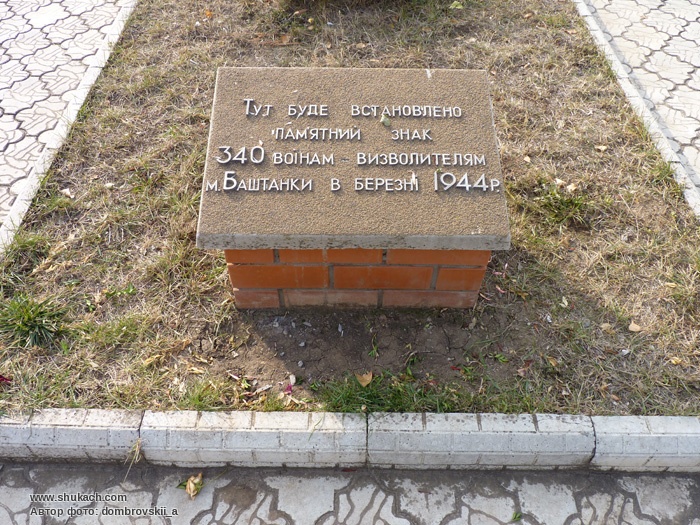 Тут буде встановлено
пам'ятний знак
340 воїнам - визволителям
м.Баштанки в березні 1944р.
www.shukach.com
Автор фото: dombrovskii_a